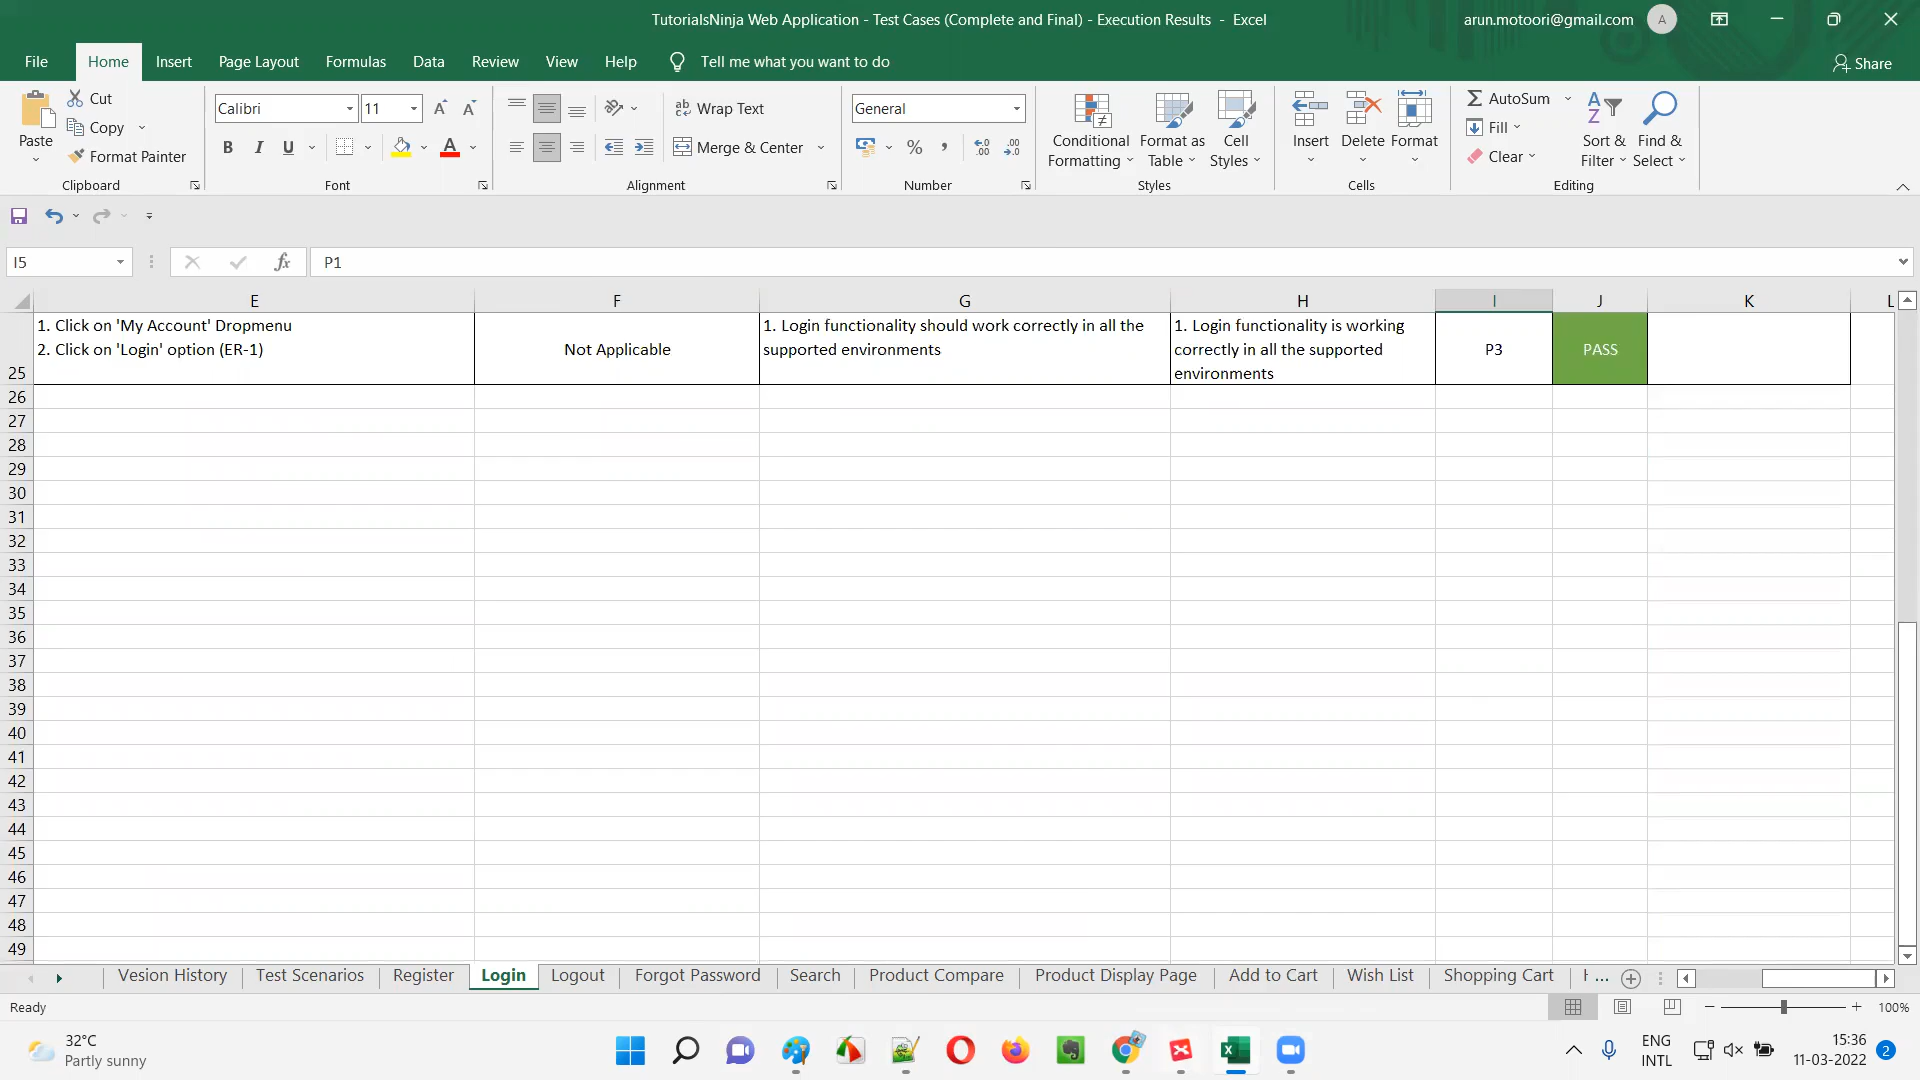 TutorialsNinja Web Application - Test Cases (Complete and Final) - Execution Results - Excel
arun.motoori@gmail.com
A
File
Home
Insert
Page Layout
Formulas
Data
Review
View
Help
Tell me what you want to do
Share
Paste
Cut
Copy
Format Painter
Clipboard
Calibri
11
B I U
Font
Wrap Text
Merge & Center
Alignment
General
Number
Conditional Formatting
Format as Table
Cell Styles
Styles
Insert
Delete
Format
Cells
AutoSum
Fill
Clear
Sort & Filter
Find & Select
Editing
I5
fx
P1
E F G H I J K L
25
1. Click on 'My Account' Dropmenu
2. Click on 'Login' option (ER-1)
Not Applicable
1. Login functionality should work correctly in all the
supported environments
1. Login functionality is working
correctly in all the supported
environments
P3
PASS
26
27
28
29
30
31
32
33
34
35
36
37
38
39
40
41
42
43
44
45
46
47
48
49
Vesion History
Test Scenarios
Register
Login
Logout
Forgot Password
Search
Product Compare
Product Display Page
Add to Cart
Wish List
Shopping Cart
...
Ready
100%
32°C
Partly sunny
ENG
INTL
15:36
11-03-2022
2